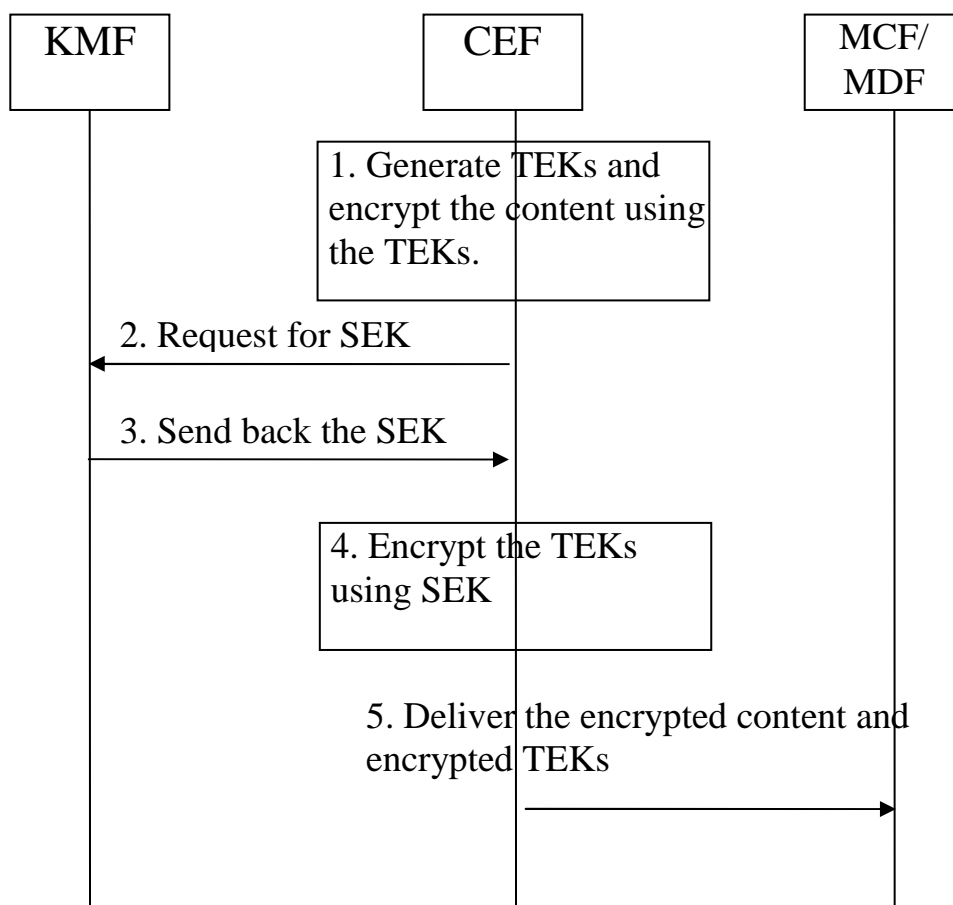 KMF
CEF
MCF/
MDF
1. Generate TEKs and
encrypt the content using
the TEKs.
2. Request for SEK
3. Send back the SEK
4. Encrypt the TEKs
using SEK
5. Deliver the encrypted content and
encrypted TEKs